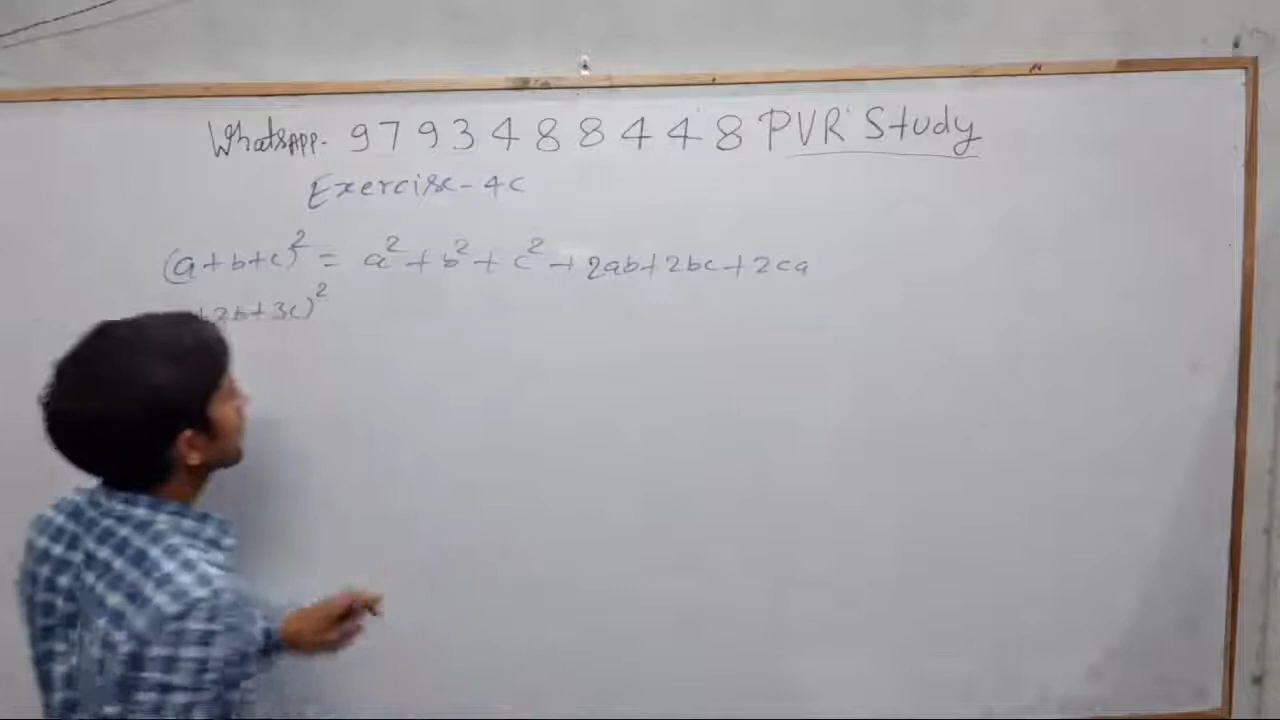 WhatsAPP. 9793488448 PVR Study
Exercise-4C
(a+b+c)² = a² + b² + c² + 2ab + 2bc + 2ca
+2b+3c)²